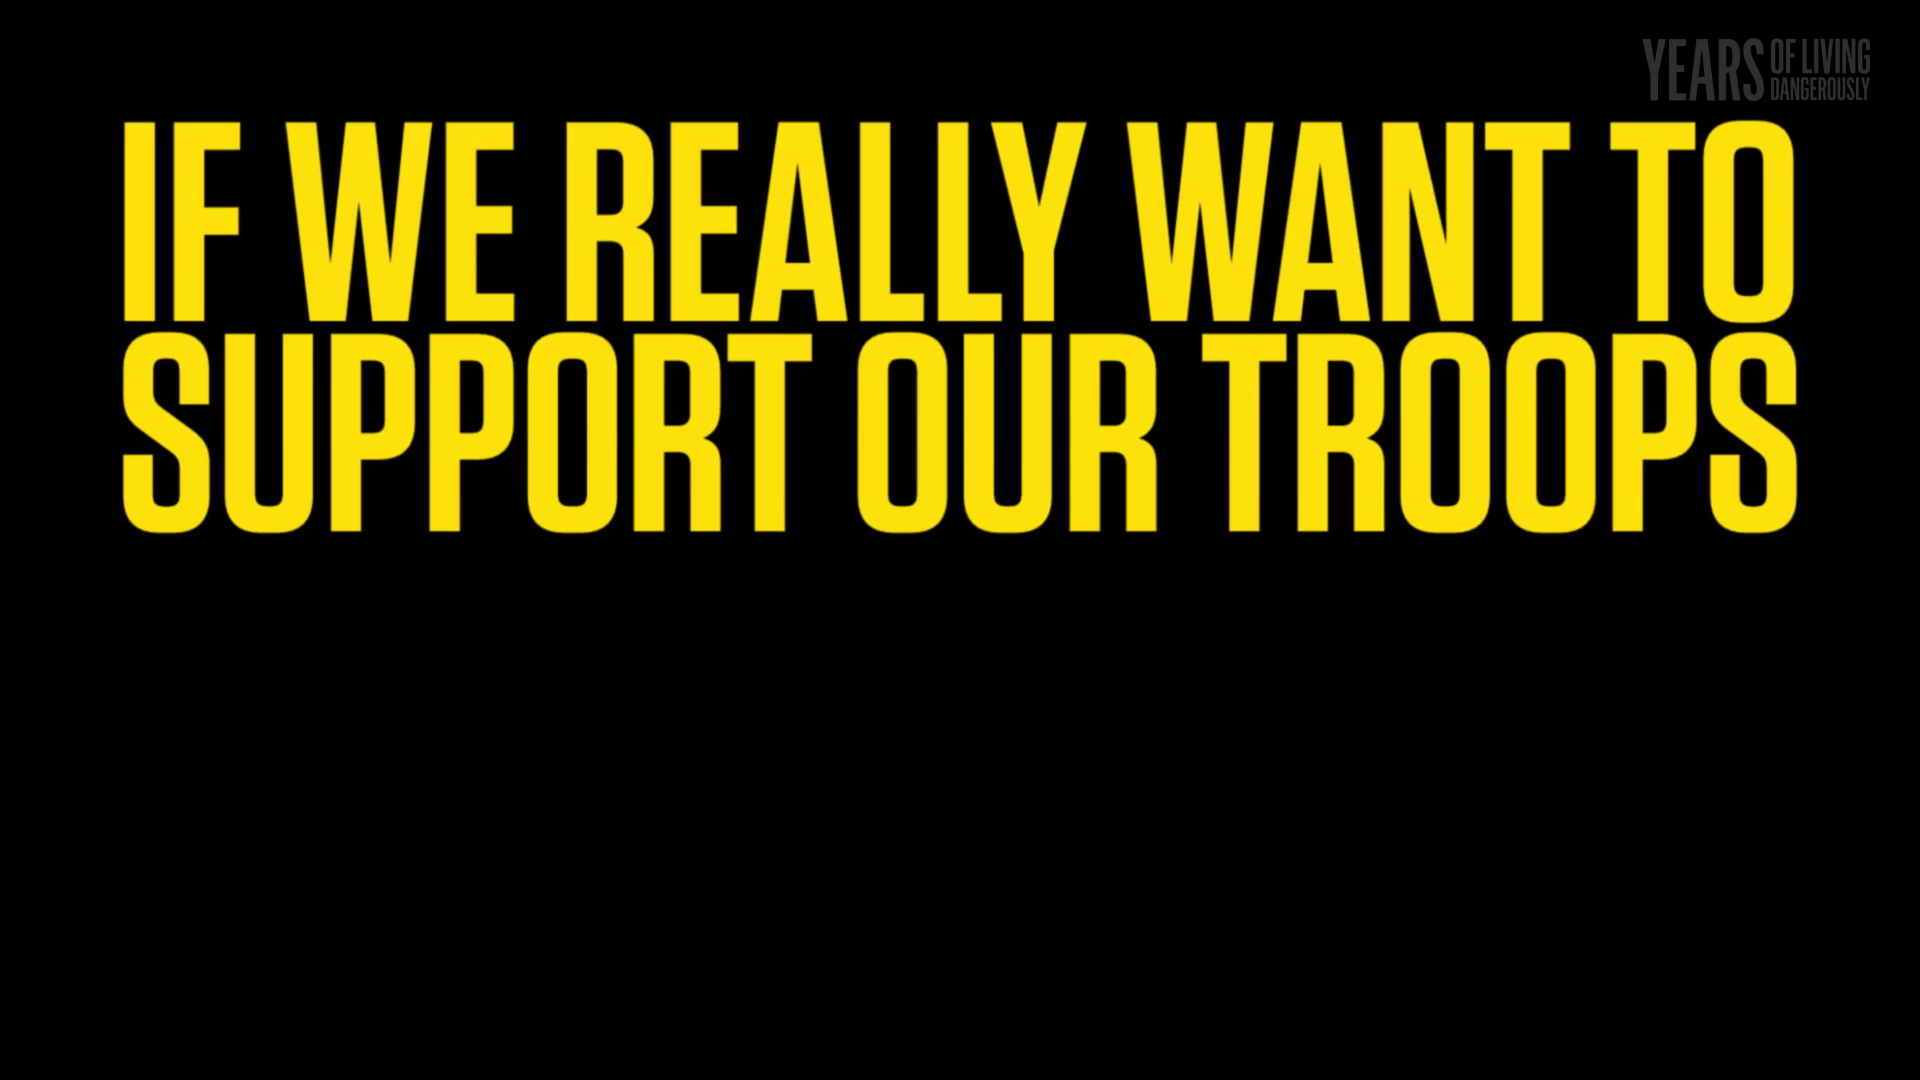 YEARS OF LIVING
DANGEROUSLY
IF WE REALLY WANT TO
SUPPORT OUR TROOPS